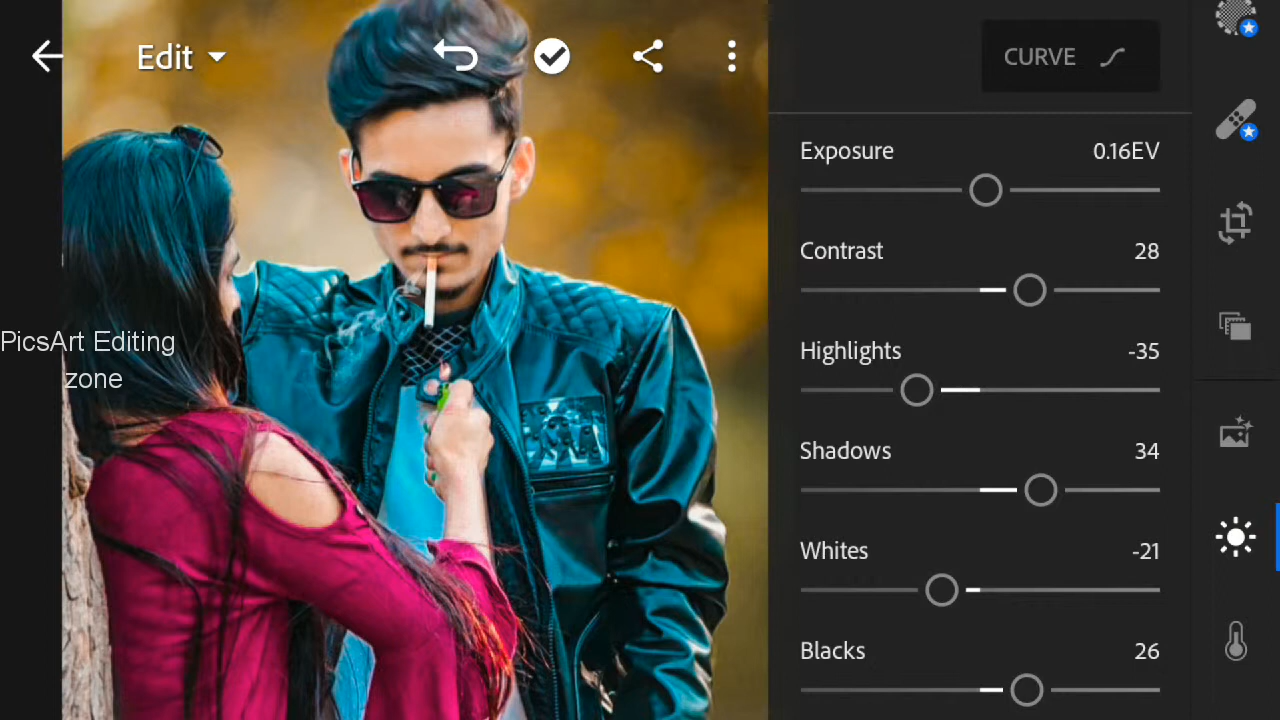 Edit
CURVE
Exposure 0.16EV
Contrast 28
Highlights -35
Shadows 34
Whites -21
Blacks 26
PicsArt Editing
zone